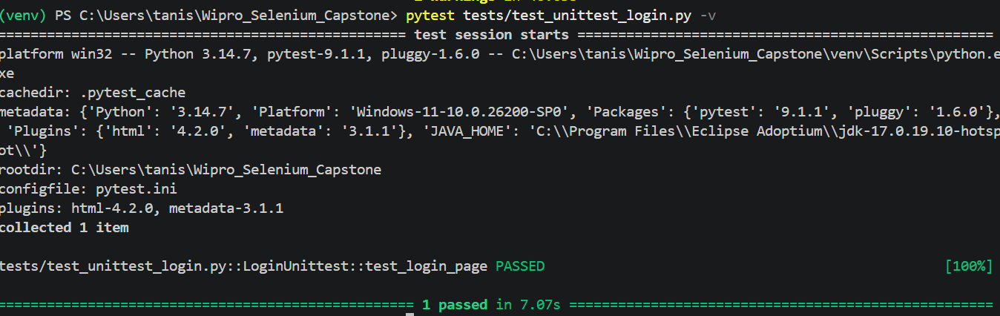 (venv) PS C:\Users\tanis\Wipro_Selenium_Capstone> pytest tests/test_unittest_login.py -v
================================================== test session starts ===================================================
platform win32 -- Python 3.14.7, pytest-9.1.1, pluggy-1.6.0 -- C:\Users\tanis\Wipro_Selenium_Capstone\venv\Scripts\python.e
xe
cachedir: .pytest_cache
metadata: {'Python': '3.14.7', 'Platform': 'Windows-11-10.0.26200-SP0', 'Packages': {'pytest': '9.1.1', 'pluggy': '1.6.0'},
 'Plugins': {'html': '4.2.0', 'metadata': '3.1.1'}, 'JAVA_HOME': 'C:\\Program Files\\Eclipse Adoptium\\jdk-17.0.19.10-hotsp
ot\\'}
rootdir: C:\Users\tanis\Wipro_Selenium_Capstone
configfile: pytest.ini
plugins: html-4.2.0, metadata-3.1.1
collected 1 item
tests/test_unittest_login.py::LoginUnittest::test_login_page PASSED [100%]
=================================================== 1 passed in 7.07s ====================================================